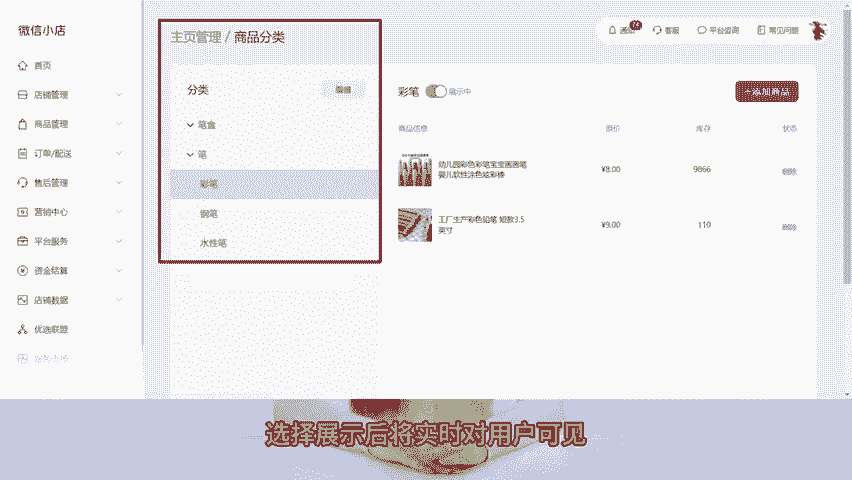 微信小店
首页
店铺管理
商品管理
订单/配送
售后管理
营销中心
平台服务
资金结算
店铺数据
优选联盟
主页管理 / 商品分类
通知 74
客服
平台咨询
常见问题
分类
编辑
笔盒
笔
彩笔
钢笔
水性笔
彩笔 展示中
+添加商品
商品信息 原价 库存 状态
幼儿园彩色彩笔宝宝画画笔
婴儿软性涂色炫彩棒
¥8.00 9866 删除
工厂生产彩色铅笔 短款3.5
英寸
¥9.00 110 删除
选择展示后将实时对用户可见